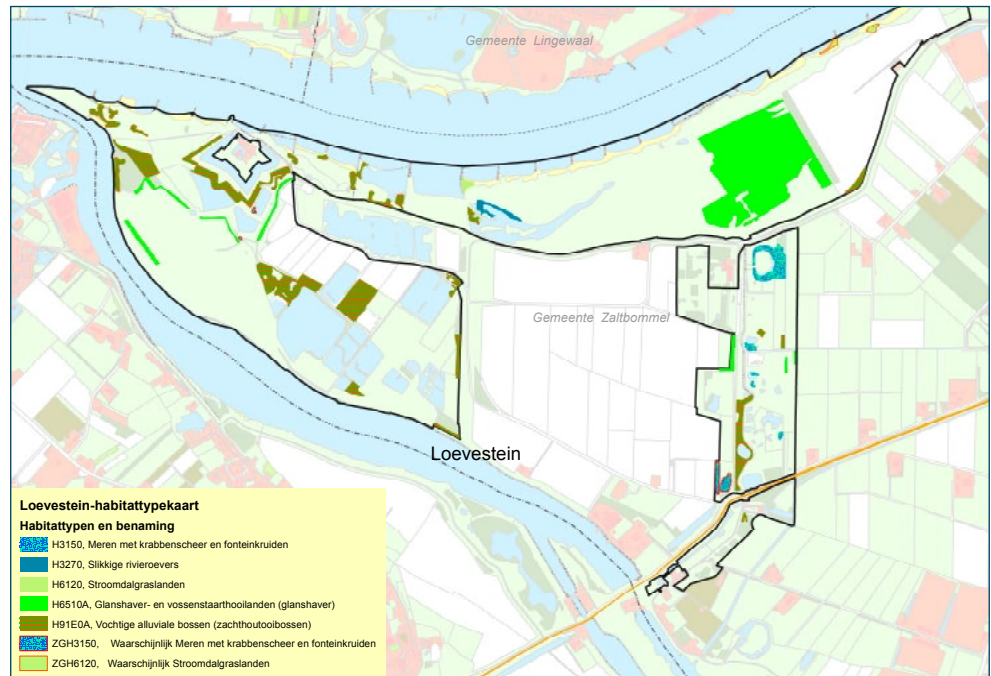 Gemeente Lingewaal
Gemeente Zaltbommel
Loevestein
Loevestein-habitattypekaart
Habitattypen en benaming
H3150, Meren met krabbenscheer en fonteinkruiden
H3270, Slikkige rivieroevers
H6120, Stroomdalgraslanden
H6510A, Glanshaver- en vossenstaarthooilanden (glanshaver)
H91E0A, Vochtige alluviale bossen (zachthoutooibossen)
ZGH3150, Waarschijnlijk Meren met krabbenscheer en fonteinkruiden
ZGH6120, Waarschijnlijk Stroomdalgraslanden